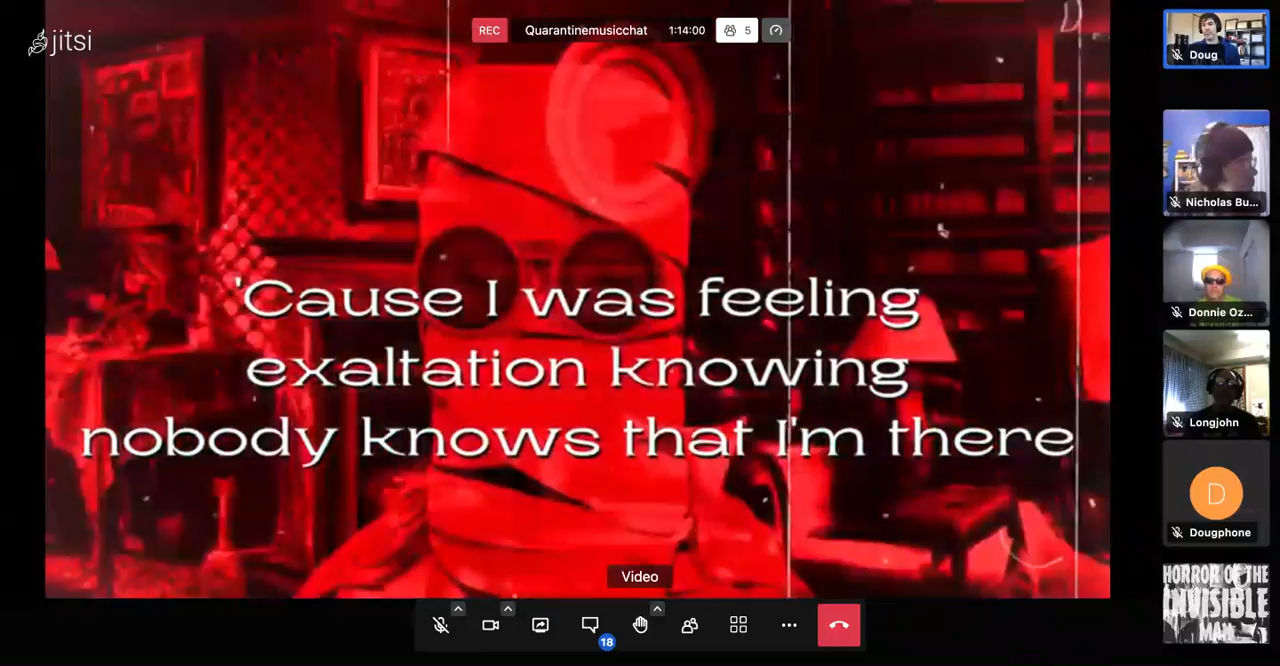 jitsi
REC Quarantinemusicchat 1:14:00 5
'Cause I was feeling
exaltation knowing
nobody knows that I'm there
Video
18
Doug
Nicholas Bu...
Donnie Oz...
Longjohn
D
Dougphone
HORROR OF THE
INVISIBLE
MAN